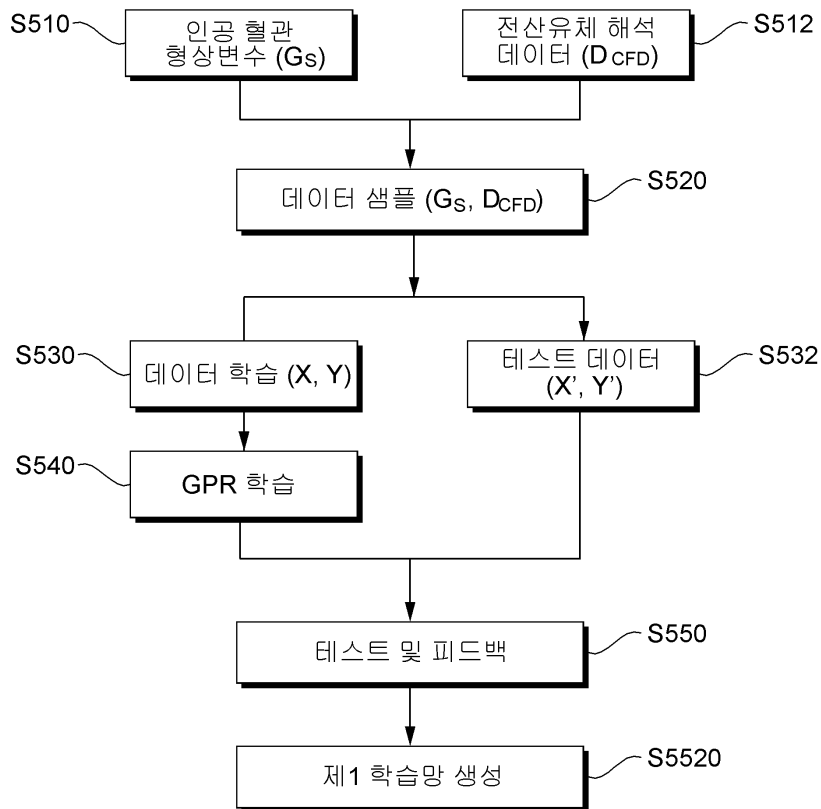 S510
인공 혈관
형상변수 (GS)
전산유체 해석
데이터 (D CFD)
S512
데이터 샘플 (GS, DCFD)
S520
S530
데이터 학습 (X, Y)
테스트 데이터
(X’, Y’)
S532
S540
GPR 학습
테스트 및 피드백
S550
제1 학습망 생성
S5520